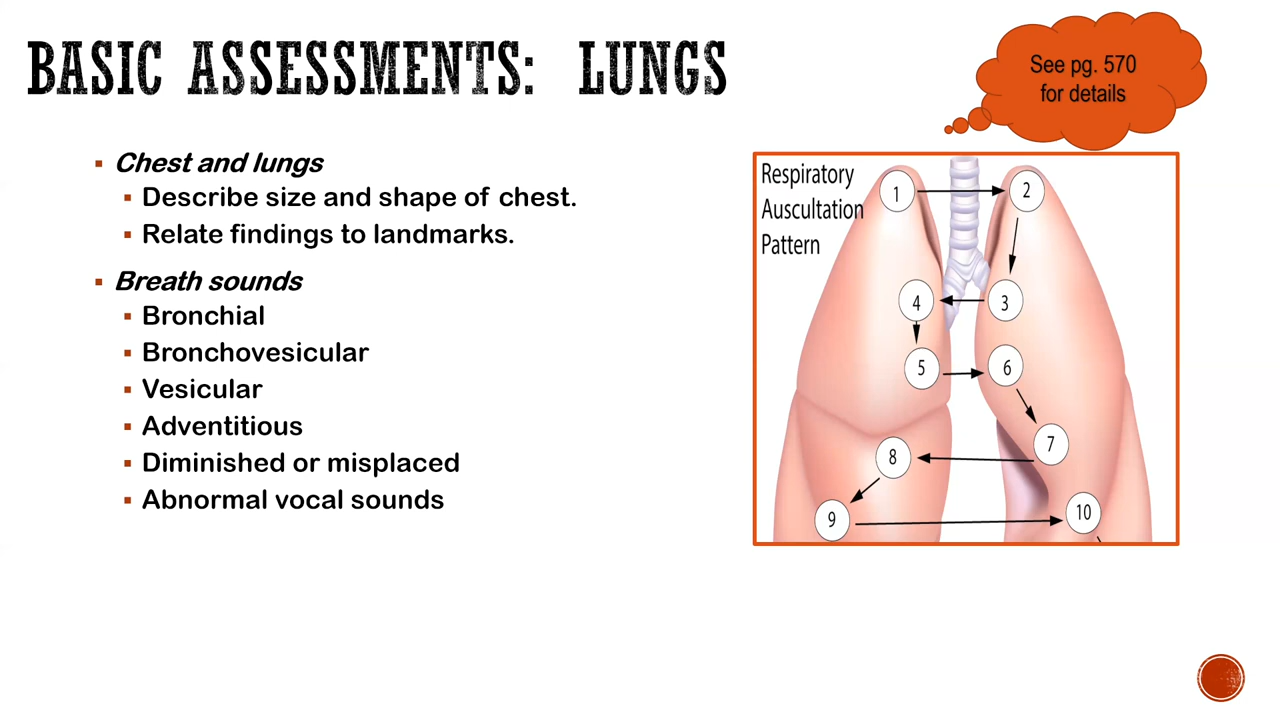 BASIC ASSESSMENTS: LUNGS
See pg. 570
for details
Chest and lungs
Describe size and shape of chest.
Relate findings to landmarks.
Breath sounds
Bronchial
Bronchovesicular
Vesicular
Adventitious
Diminished or misplaced
Abnormal vocal sounds
Respiratory
Auscultation
Pattern
1
2
3
4
5
6
7
8
9
10